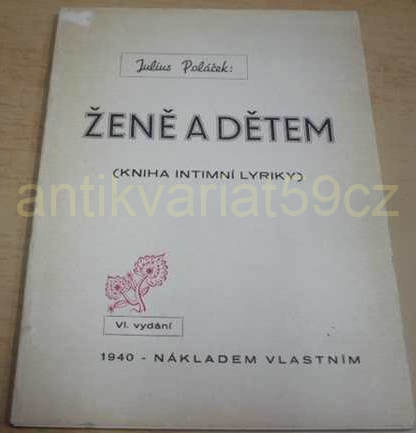 Julius Poláček:
ŽENĚ A DĚTEM
(KNIHA INTIMNÍ LYRIKY)
antikvariat59cz
VI. vydání
1940 - NÁKLADEM VLASTNÍM